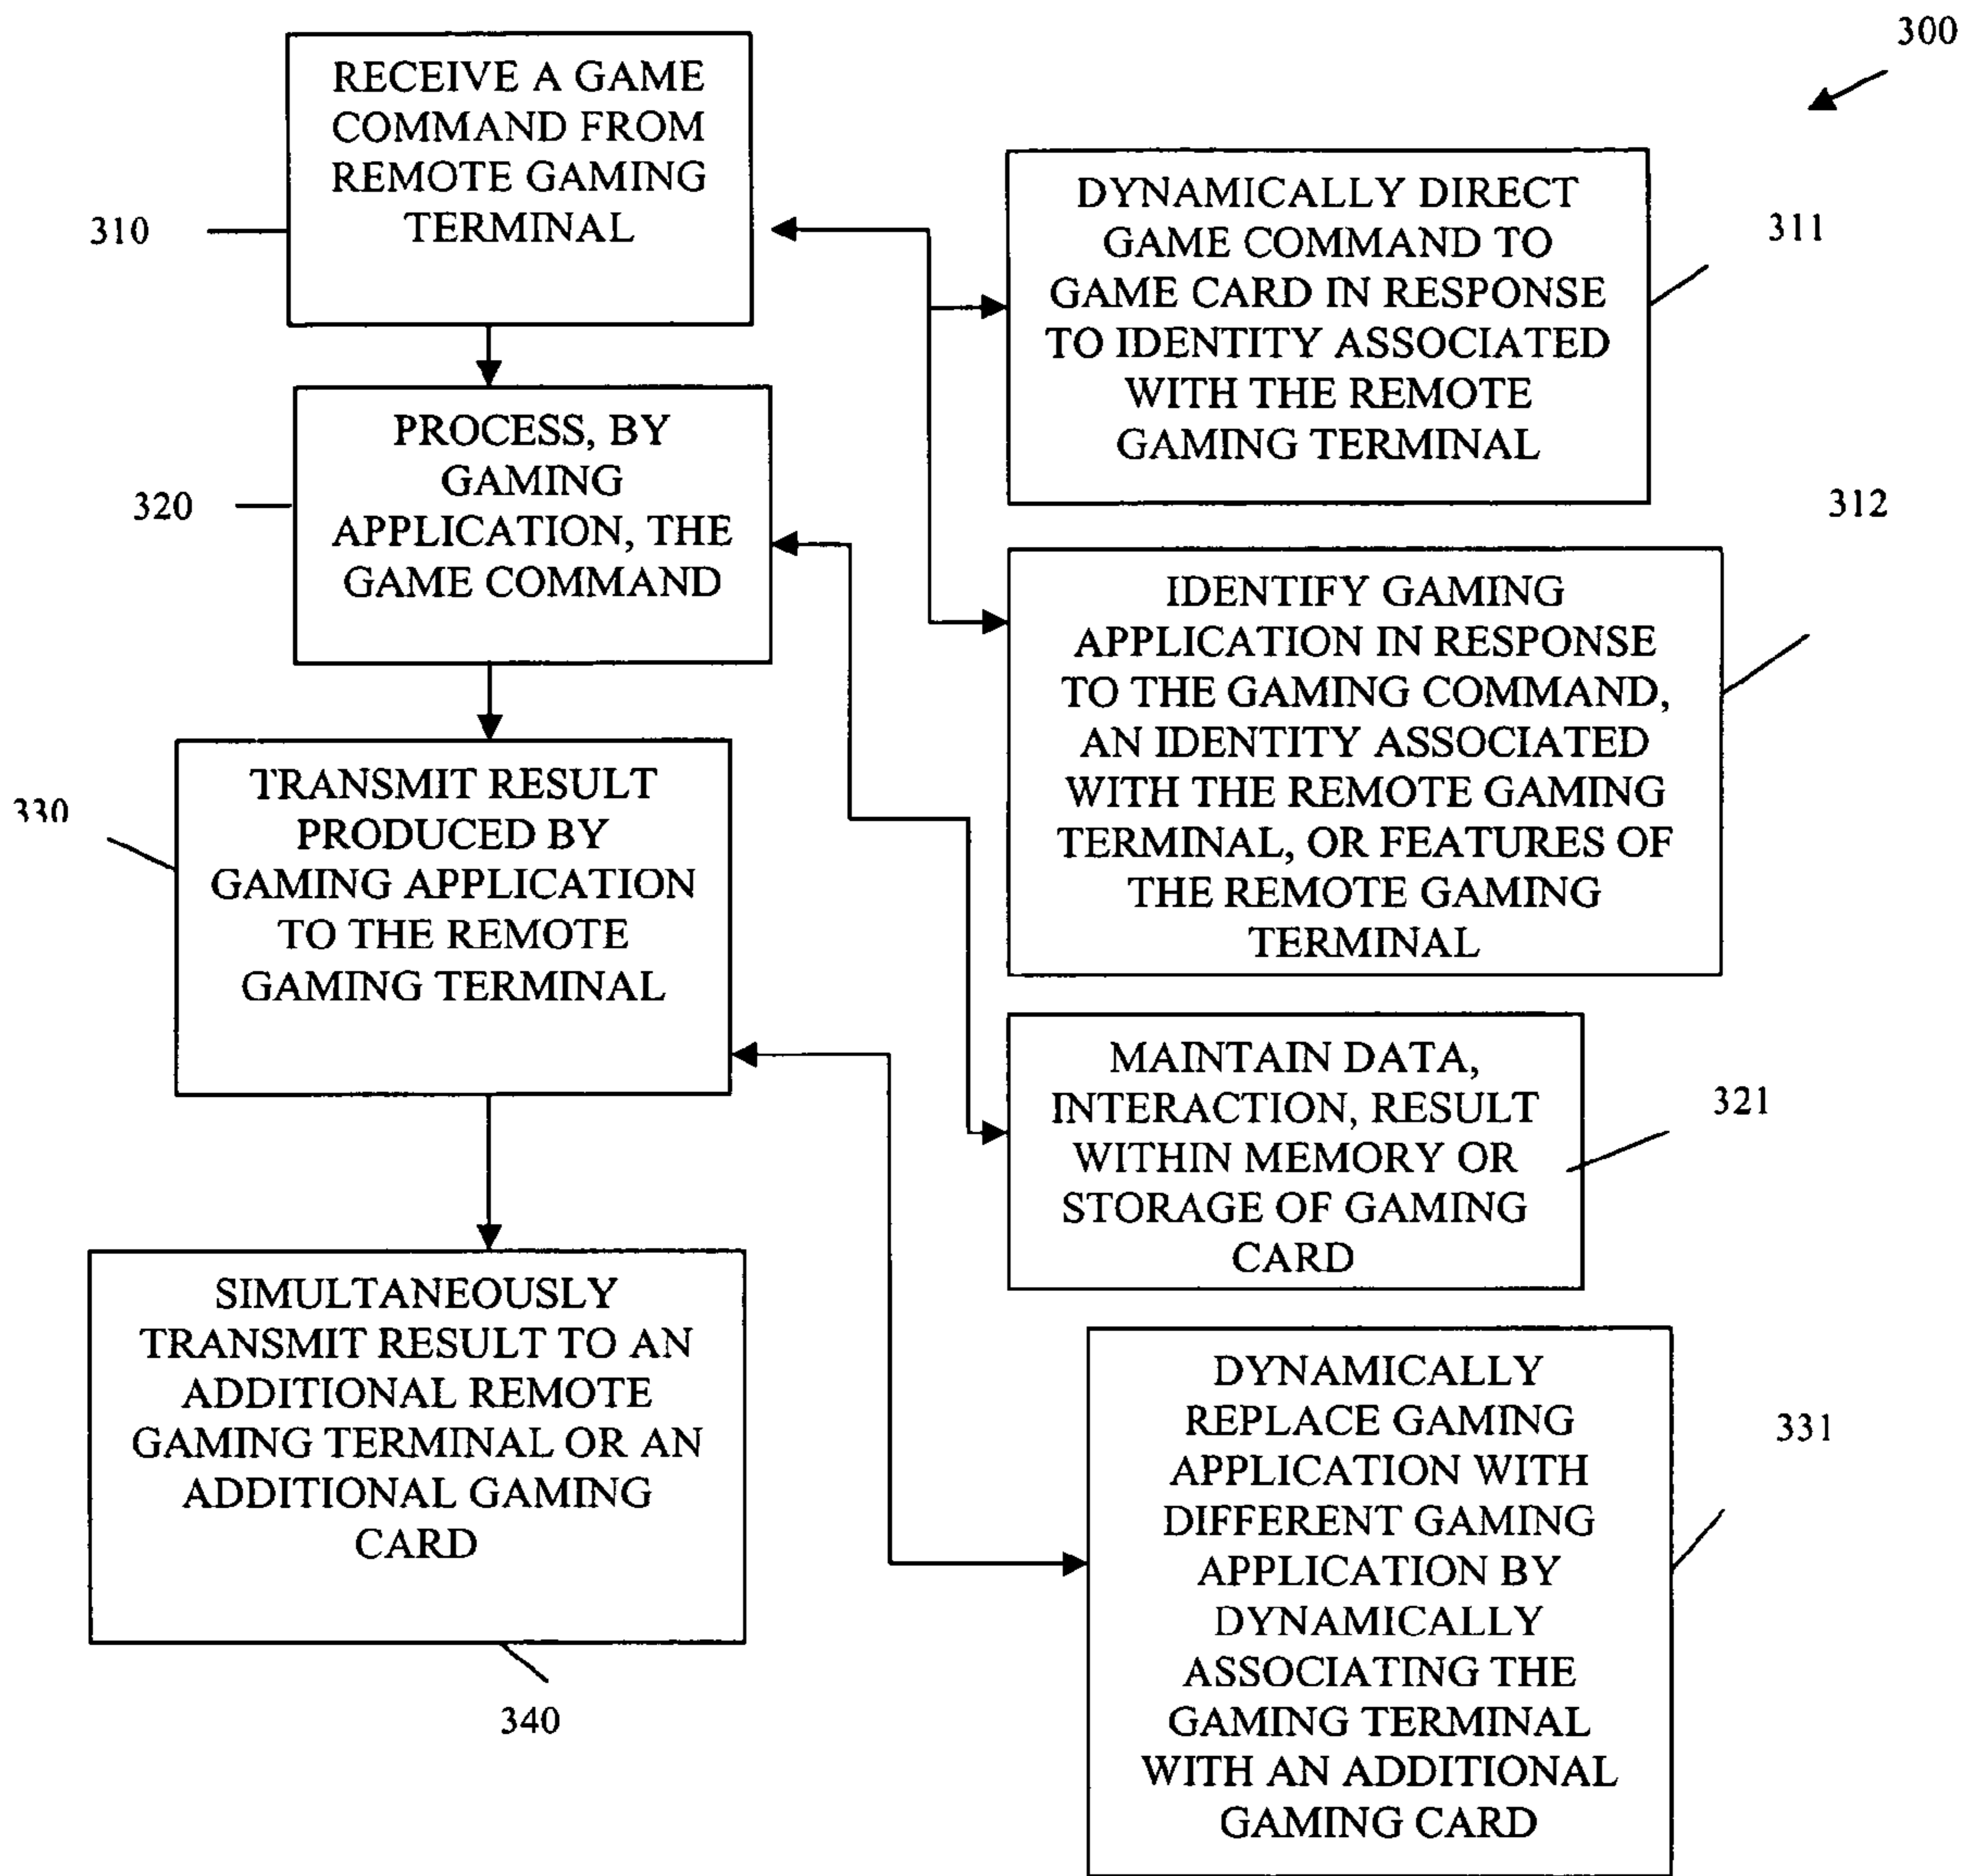 300
RECEIVE A GAME
COMMAND FROM
REMOTE GAMING
TERMINAL
310
DYNAMICALLY DIRECT
GAME COMMAND TO
GAME CARD IN RESPONSE
TO IDENTITY ASSOCIATED
WITH THE REMOTE
GAMING TERMINAL
311
PROCESS, BY
GAMING
APPLICATION, THE
GAME COMMAND
320
312
IDENTIFY GAMING
APPLICATION IN RESPONSE
TO THE GAMING COMMAND,
AN IDENTITY ASSOCIATED
WITH THE REMOTE GAMING
TERMINAL, OR FEATURES OF
THE REMOTE GAMING
TERMINAL
TRANSMIT RESULT
PRODUCED BY
GAMING APPLICATION
TO THE REMOTE
GAMING TERMINAL
330
MAINTAIN DATA,
INTERACTION, RESULT
WITHIN MEMORY OR
STORAGE OF GAMING
CARD
321
SIMULTANEOUSLY
TRANSMIT RESULT TO AN
ADDITIONAL REMOTE
GAMING TERMINAL OR AN
ADDITIONAL GAMING
CARD
340
DYNAMICALLY
REPLACE GAMING
APPLICATION WITH
DIFFERENT GAMING
APPLICATION BY
DYNAMICALLY
ASSOCIATING THE
GAMING TERMINAL
WITH AN ADDITIONAL
GAMING CARD
331